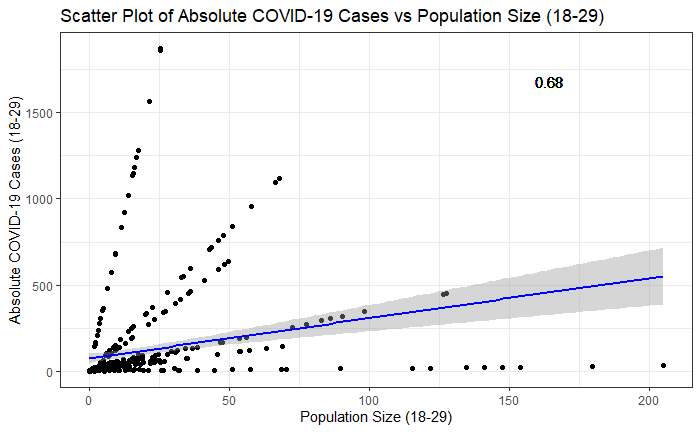 Scatter Plot of Absolute COVID-19 Cases vs Population Size (18-29)
0.68
Absolute COVID-19 Cases (18-29)
1500
1000
500
0
0 50 100 150 200
Population Size (18-29)